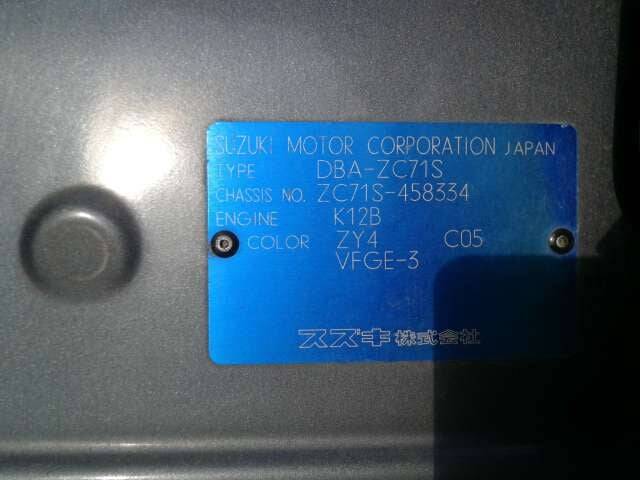 SUZUKI MOTOR CORPORATION JAPAN
TYPE DBA-ZC71S
CHASSIS NO. ZC71S-458334
ENGINE K12B
COLOR ZY4 C05
VFGE-3
スズキ株式会社